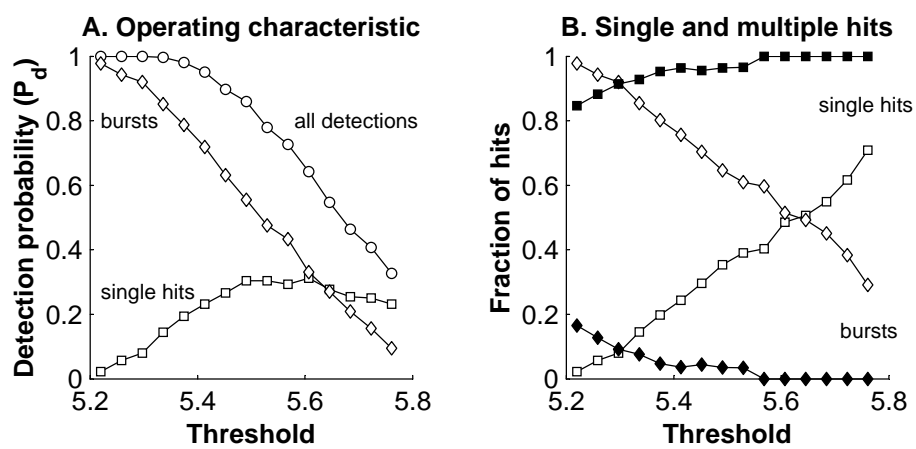 A. Operating characteristic
Detection probability (P_d)
1
0.8
0.6
0.4
0.2
0
bursts
all detections
single hits
5.2
5.4
5.6
5.8
Threshold
B. Single and multiple hits
Fraction of hits
1
0.8
0.6
0.4
0.2
0
single hits
bursts
5.2
5.4
5.6
5.8
Threshold